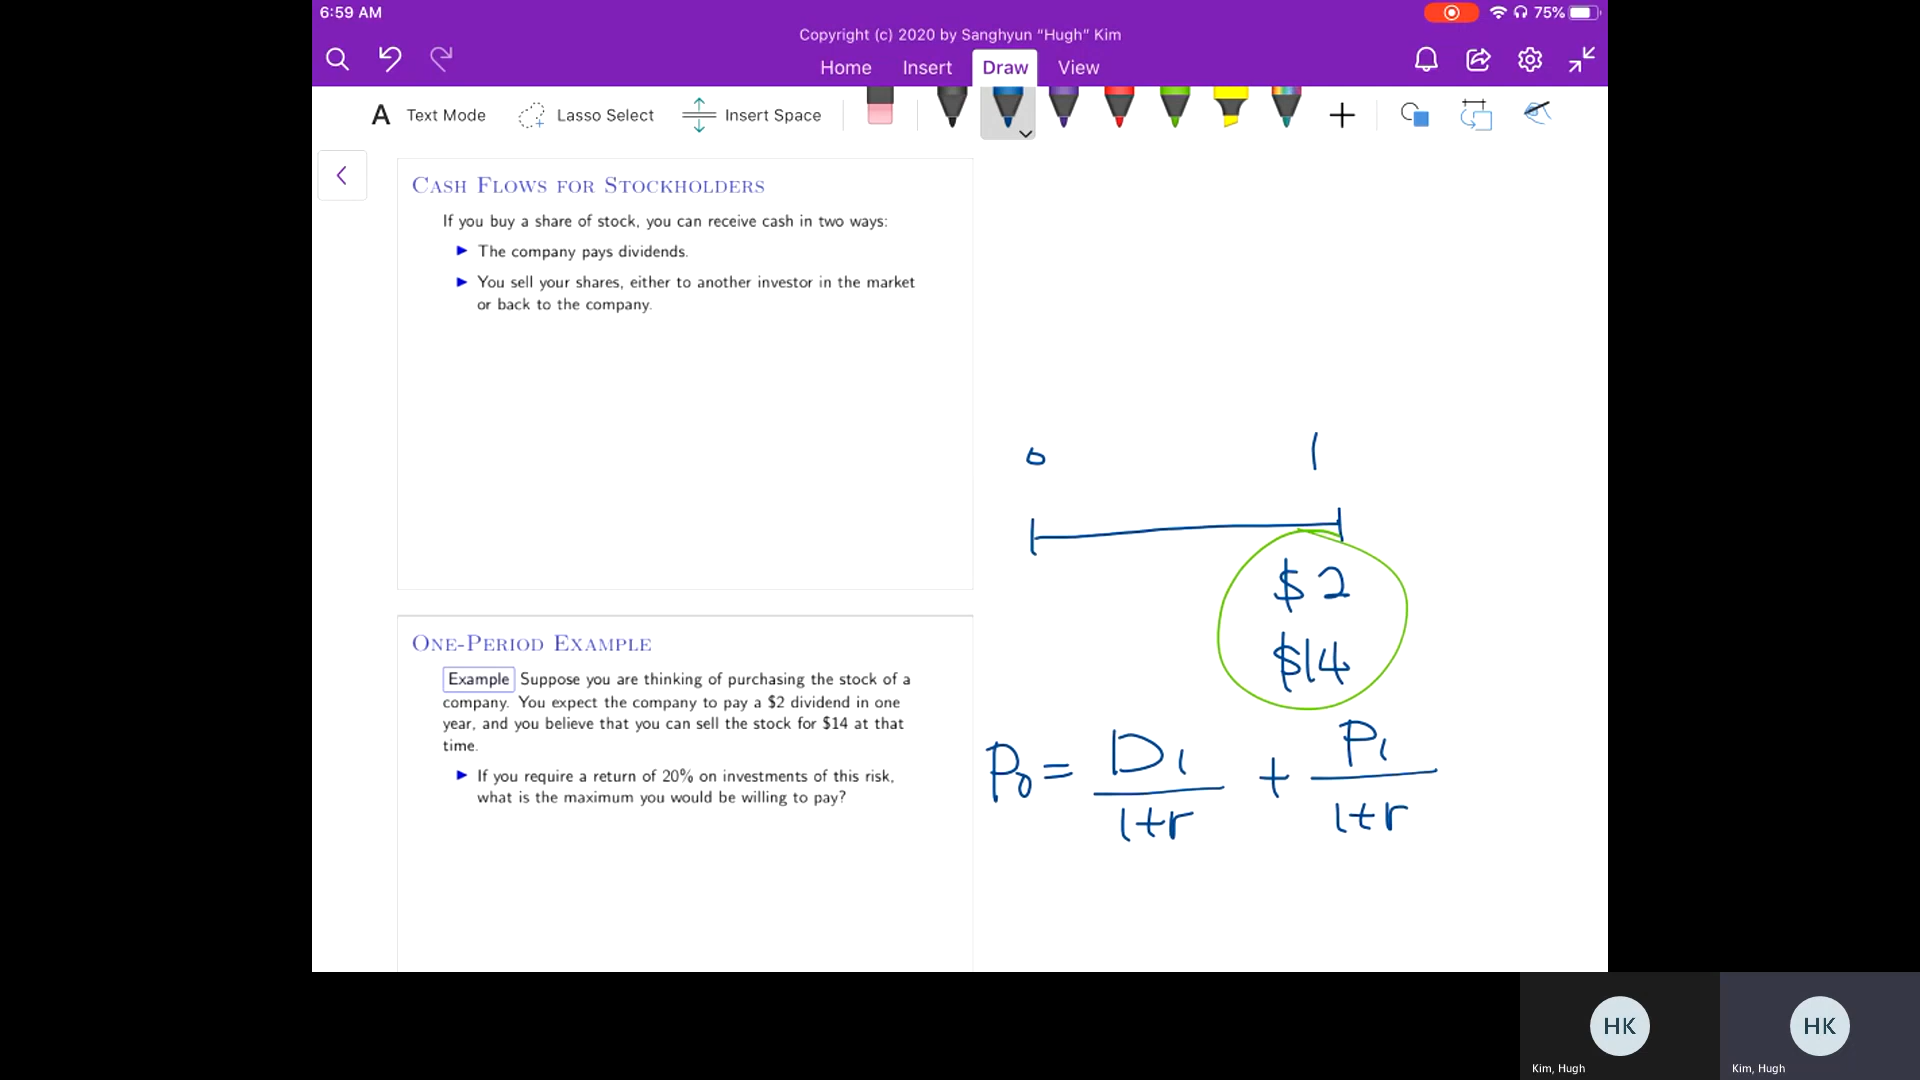 6:59 AM
75%
Copyright (c) 2020 by Sanghyun “Hugh” Kim
Home Insert Draw View
A Text Mode Lasso Select Insert Space
CASH FLOWS FOR STOCKHOLDERS
If you buy a share of stock, you can receive cash in two ways:
▶ The company pays dividends.
▶ You sell your shares, either to another investor in the market
or back to the company.
0 1
$2
$14
ONE-PERIOD EXAMPLE
Example Suppose you are thinking of purchasing the stock of a
company. You expect the company to pay a $2 dividend in one
year, and you believe that you can sell the stock for $14 at that
time.
▶ If you require a return of 20% on investments of this risk,
what is the maximum you would be willing to pay?
P0 = D1/(1+r) + P1/(1+r)
HK HK
Kim, Hugh Kim, Hugh